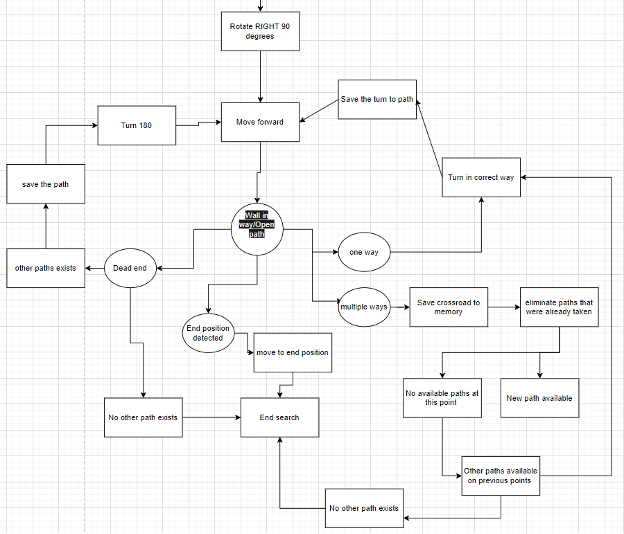 Rotate RIGHT 90
degrees
Save the turn to path
Turn 180
Move forward
save the path
Turn in correct way
Wall in
way/Open
path
one way
other paths exists
Dead end
multiple ways
Save crossroad to
memory
eliminate paths that
were already taken
End position
detected
move to end position
No available paths at
this point
New path available
No other path exists
End search
Other paths available
on previous points
No other path exists